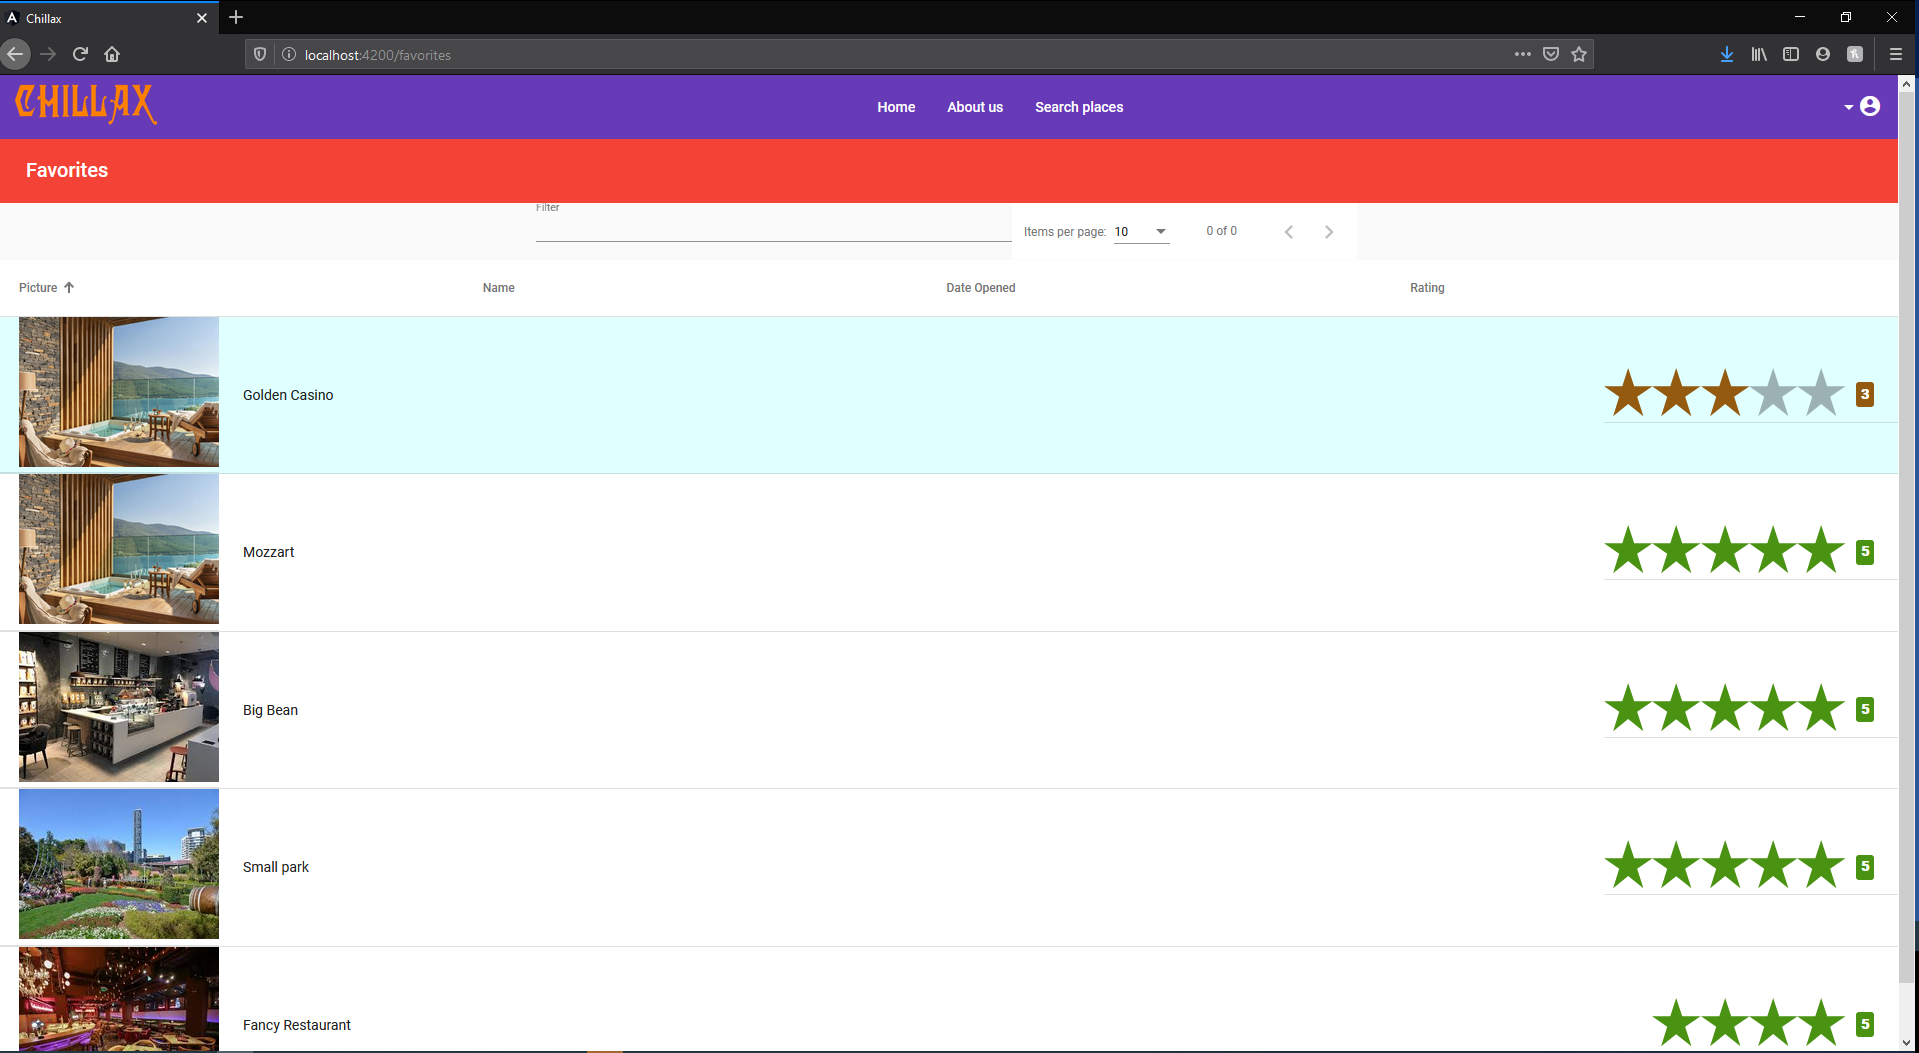 Chillax
localhost:4200/favorites
CHILLAX
Home About us Search places
Favorites
Filter
Items per page: 10 0 of 0
Picture Name Date Opened Rating
Golden Casino 3
Mozzart 5
Big Bean 5
Small park 5
Fancy Restaurant 5